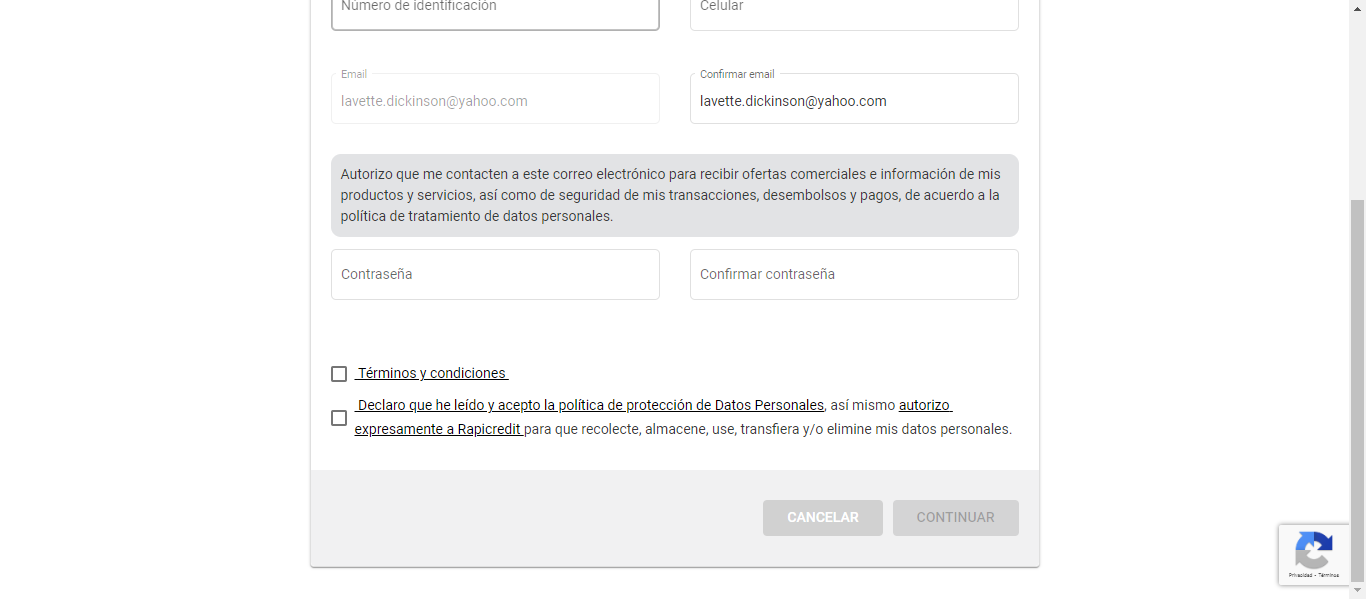 Número de identificación
Celular
Email
Confirmar email
lavette.dickinson@yahoo.com
lavette.dickinson@yahoo.com
Autorizo que me contacten a este correo electrónico para recibir ofertas comerciales e información de mis
productos y servicios, así como de seguridad de mis transacciones, desembolsos y pagos, de acuerdo a la
política de tratamiento de datos personales.
Contraseña
Confirmar contraseña
Términos y condiciones
Declaro que he leído y acepto la política de protección de Datos Personales, así mismo autorizo
expresamente a Rapicredit para que recolecte, almacene, use, transfiera y/o elimine mis datos personales.
CANCELAR
CONTINUAR
Privacidad - Términos